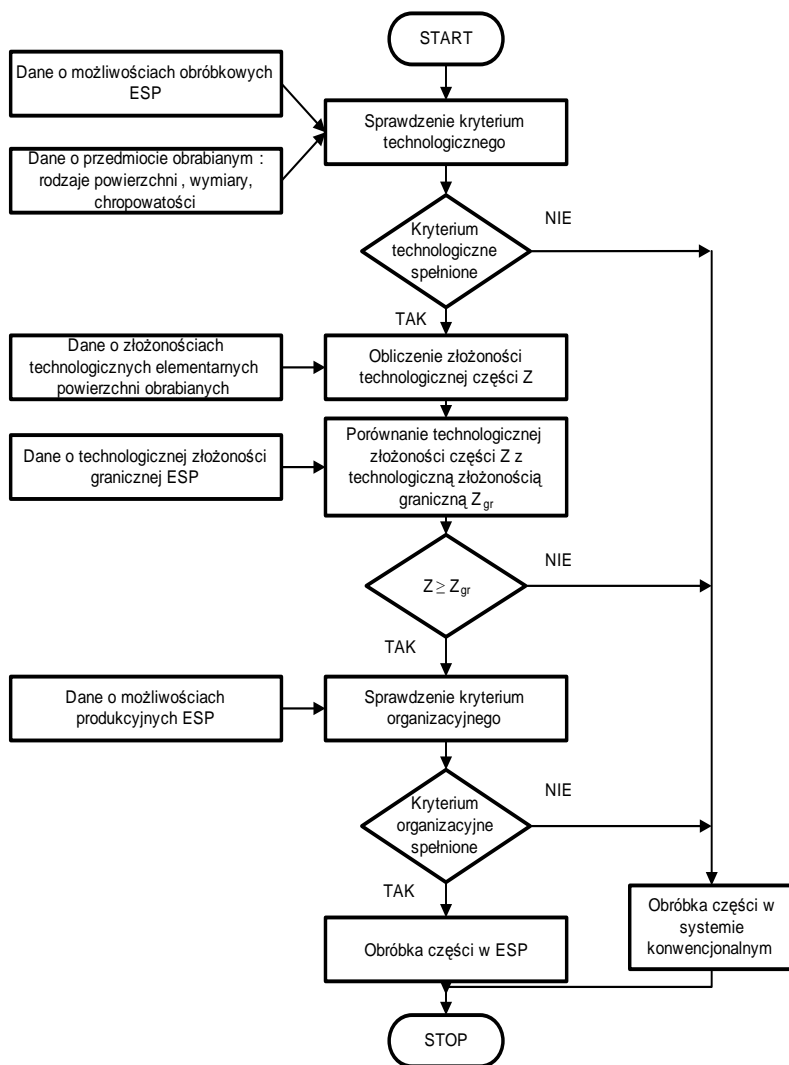 START
Dane o możliwościach obróbkowych
ESP
Sprawdzenie kryterium
technologicznego
Dane o przedmiocie obrabianym :
rodzaje powierzchni , wymiary,
chropowatości
Kryterium
technologiczne
spełnione
NIE
TAK
Dane o złożonościach
technologicznych elementarnych
powierzchni obrabianych
Obliczenie złożoności
technologicznej części Z
Dane o technologicznej złożoności
granicznej ESP
Porównanie technologicznej
złożoności części Z z
technologiczną złożonością
graniczną Zgr
Z ≥ Zgr
NIE
TAK
Dane o możliwościach
produkcyjnych ESP
Sprawdzenie kryterium
organizacyjnego
Kryterium
organizacyjne
spełnione
NIE
TAK
Obróbka części w ESP
Obróbka części w
systemie
konwencjonalnym
STOP